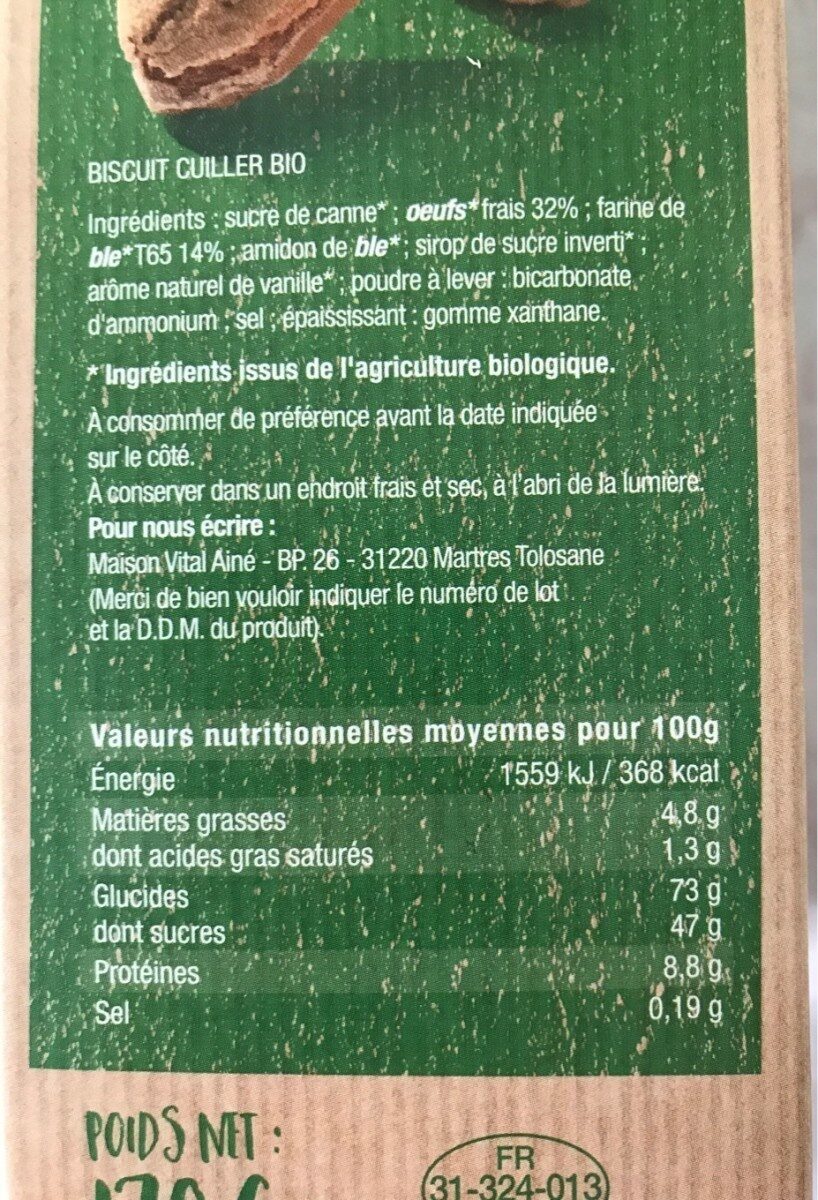 BISCUIT CUILLER BIO
Ingrédients : sucre de canne* ; oeufs* frais 32% ; farine de
ble* T65 14% ; amidon de ble* ; sirop de sucre inverti* ;
arôme naturel de vanille* ; poudre à lever : bicarbonate
d'ammonium ; sel ; épaississant : gomme xanthane.
* Ingrédients issus de l'agriculture biologique.
À consommer de préférence avant la date indiquée
sur le côté.
À conserver dans un endroit frais et sec, à l'abri de la lumière.
Pour nous écrire :
Maison Vital Ainé - BP. 26 - 31220 Martres Tolosane
(Merci de bien vouloir indiquer le numéro de lot
et la D.D.M. du produit).
Valeurs nutritionnelles moyennes pour 100g
Énergie 1559 kJ / 368 kcal
Matières grasses 4,8 g
dont acides gras saturés 1,3 g
Glucides 73 g
dont sucres 47 g
Protéines 8,8 g
Sel 0,19 g
POIDS NET :
FR
31-324-013